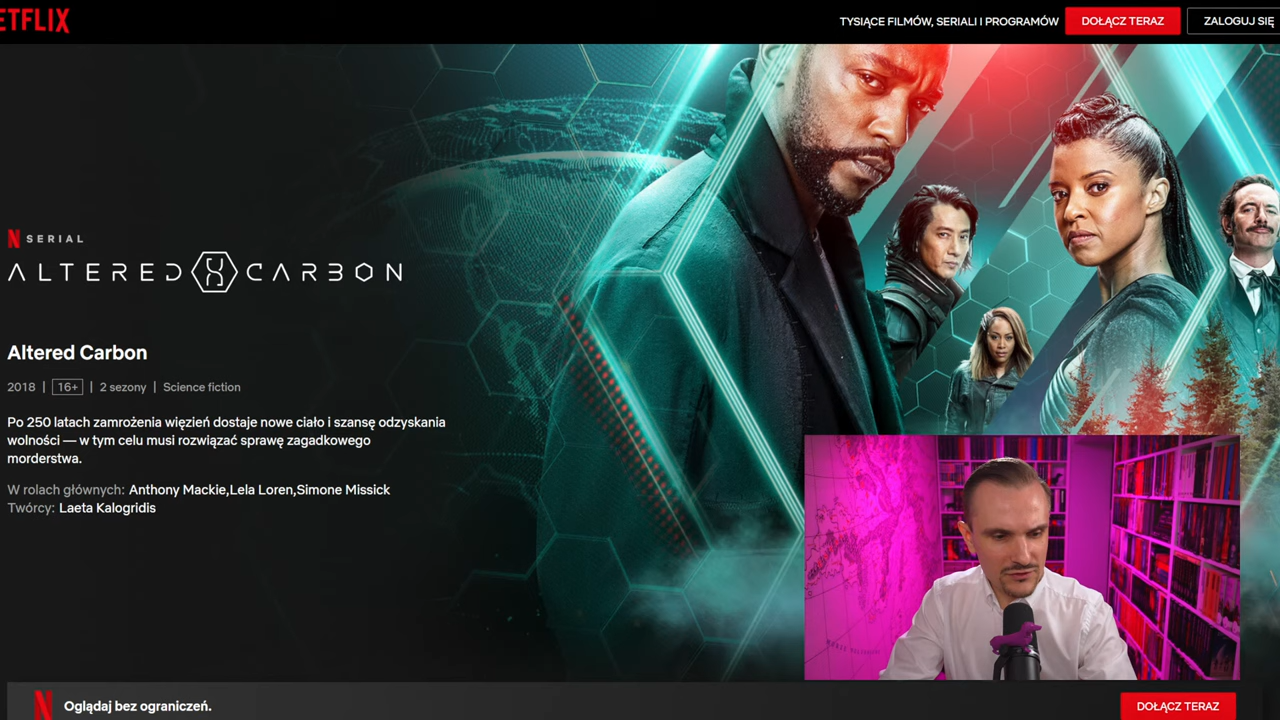 ETFLIX
TYSIĄCE FILMÓW, SERIALI I PROGRAMÓW
DOŁĄCZ TERAZ
ZALOGUJ SIĘ
N SERIAL
ALTERED CARBON
Altered Carbon
2018 | 16+ | 2 sezony | Science fiction
Po 250 latach zamrożenia więzień dostaje nowe ciało i szansę odzyskania
wolności — w tym celu musi rozwiązać sprawę zagadkowego
morderstwa.
W rolach głównych: Anthony Mackie,Lela Loren,Simone Missick
Twórcy: Laeta Kalogridis
N Oglądaj bez ograniczeń.
DOŁĄCZ TERAZ